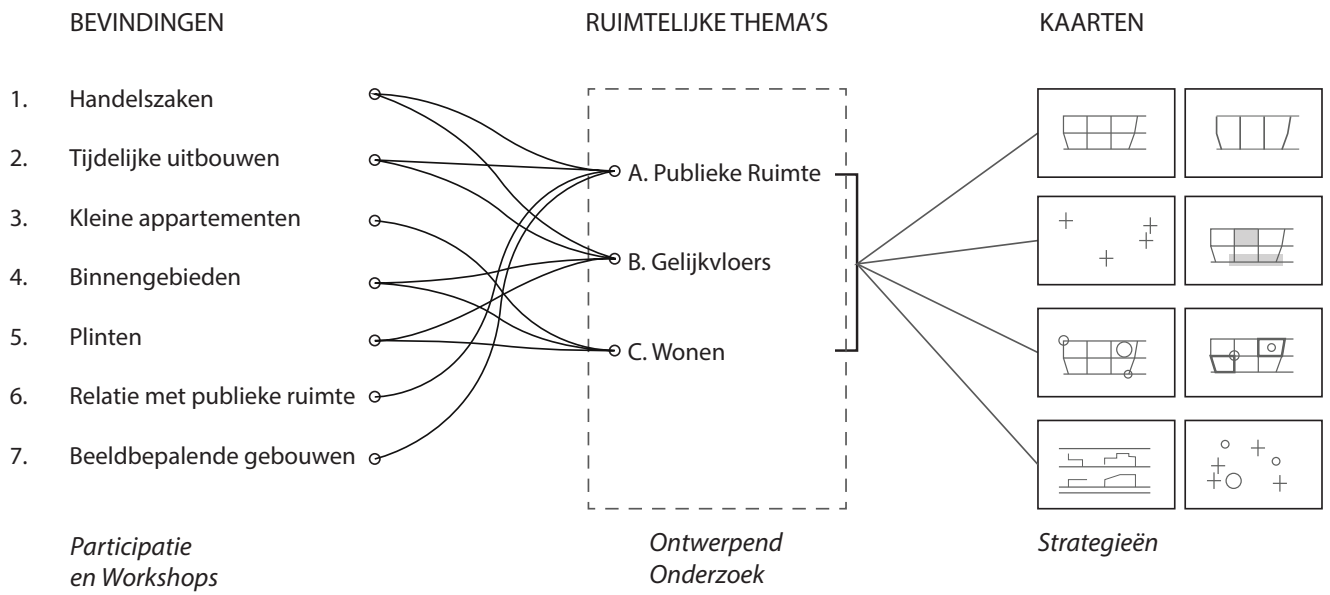 BEVINDINGEN
RUIMTELIJKE THEMA'S
KAARTEN
1. Handelszaken
2. Tijdelijke uitbouwen
3. Kleine appartementen
4. Binnengebieden
5. Plinten
6. Relatie met publieke ruimte
7. Beeldbepalende gebouwen
A. Publieke Ruimte
B. Gelijkvloers
C. Wonen
Participatie
en Workshops
Ontwerpend
Onderzoek
Strategieën